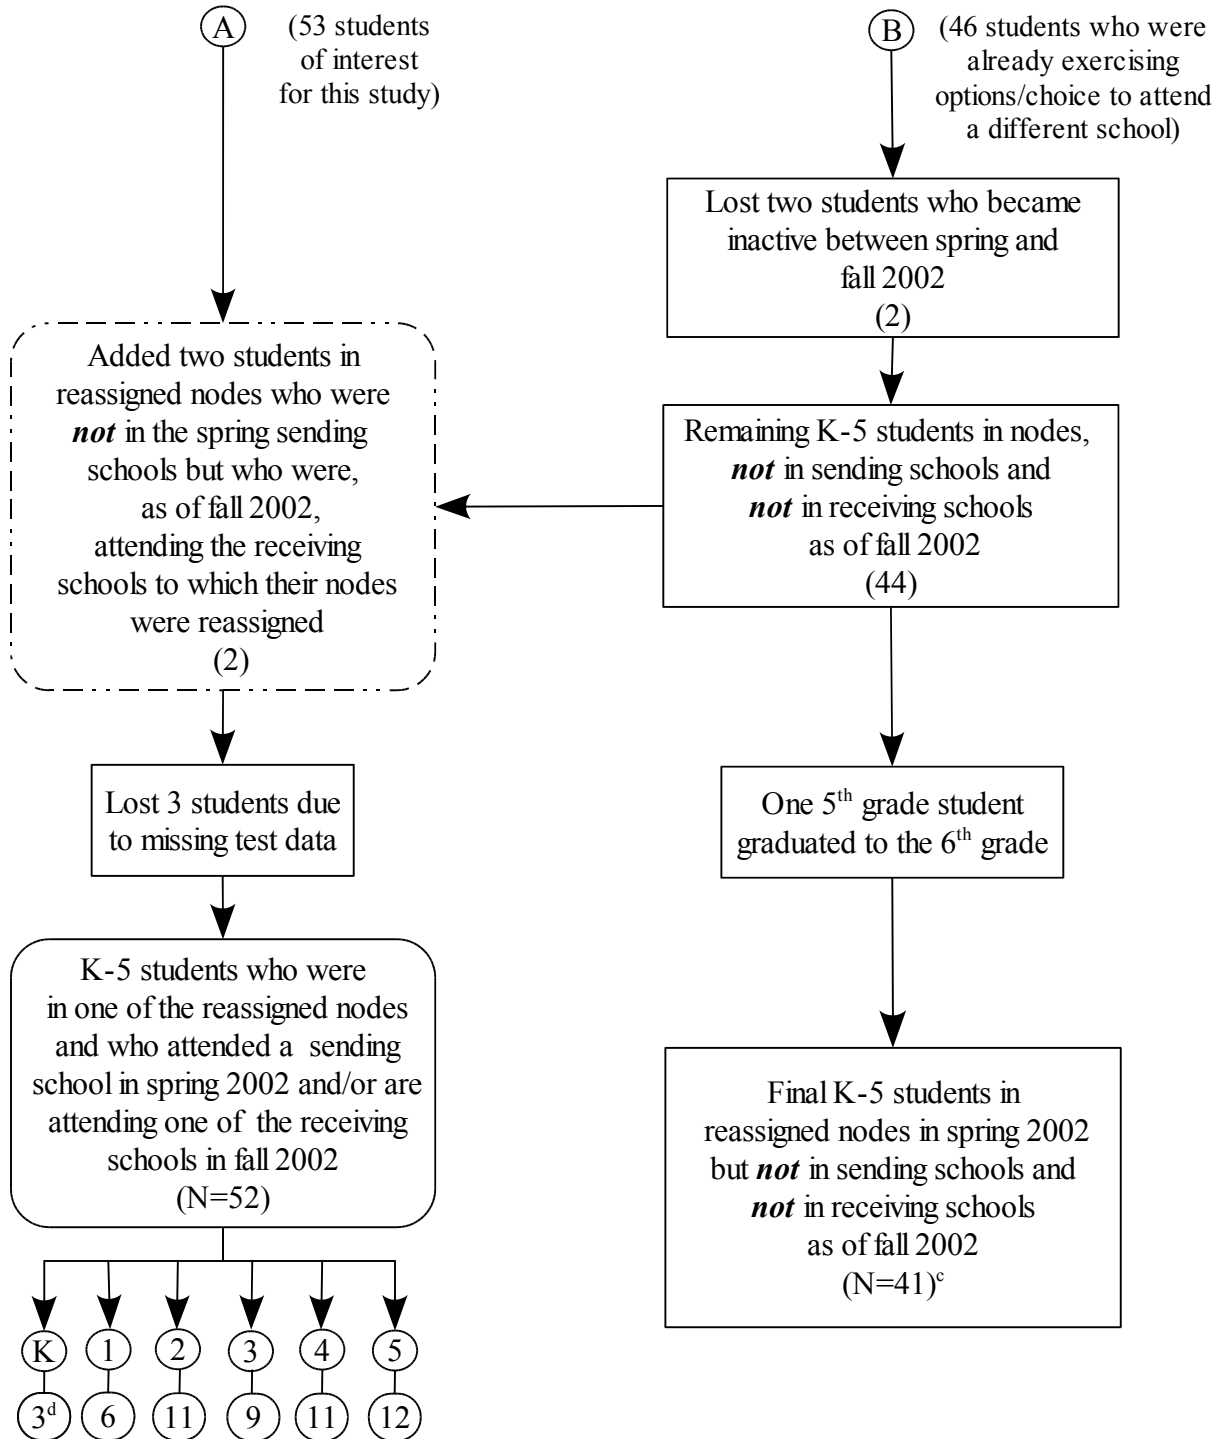 A
(53 students
of interest
for this study)
B
(46 students who were
already exercising
options/choice to attend
a different school)
Lost two students who became
inactive between spring and
fall 2002
(2)
Added two students in
reassigned nodes who were
not in the spring sending
schools but who were,
as of fall 2002,
attending the receiving
schools to which their nodes
were reassigned
(2)
Remaining K-5 students in nodes,
not in sending schools and
not in receiving schools
as of fall 2002
(44)
Lost 3 students due
to missing test data
One 5th grade student
graduated to the 6th grade
K-5 students who were
in one of the reassigned nodes
and who attended a sending
school in spring 2002 and/or are
attending one of the receiving
schools in fall 2002
(N=52)
Final K-5 students in
reassigned nodes in spring 2002
but not in sending schools and
not in receiving schools
as of fall 2002
(N=41)c
K 1 2 3 4 5
3d 6 11 9 11 12